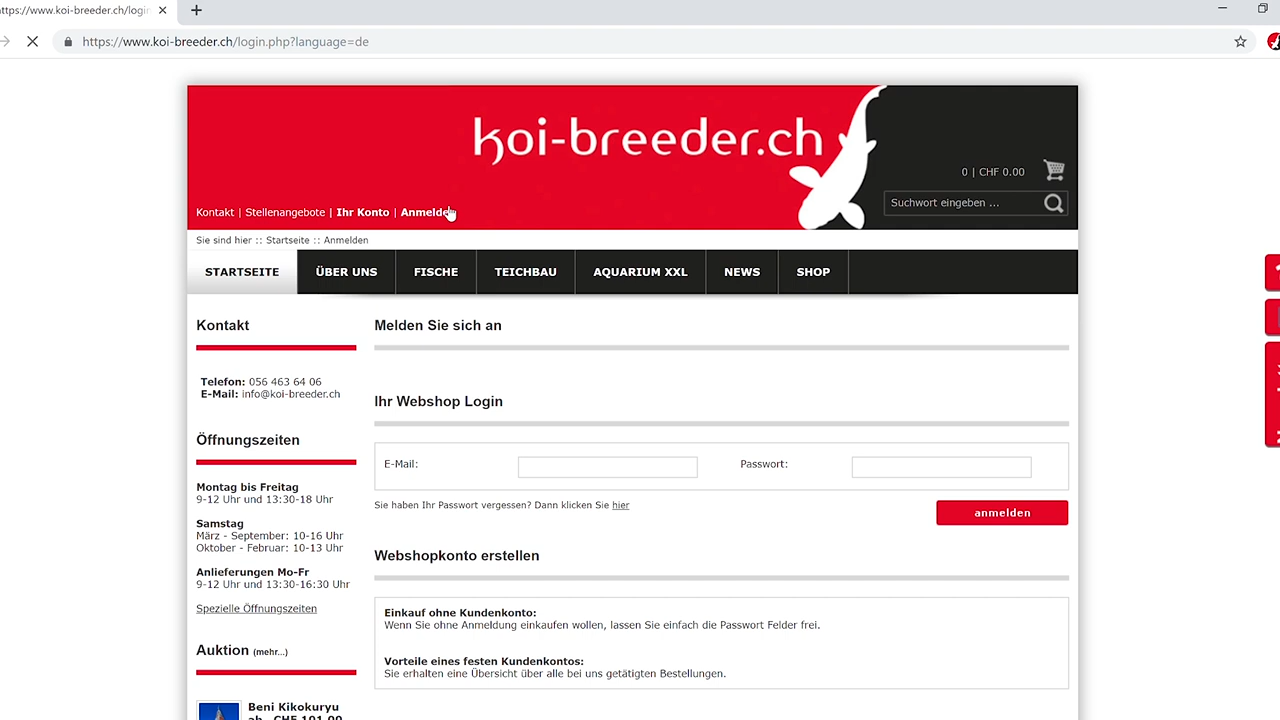 https://www.koi-breeder.ch/login
https://www.koi-breeder.ch/login.php?language=de
koi-breeder.ch
0 | CHF 0.00
Suchwort eingeben ...
Kontakt | Stellenangebote | Ihr Konto | Anmelden
Sie sind hier :: Startseite :: Anmelden
STARTSEITE ÜBER UNS FISCHE TEICHBAU AQUARIUM XXL NEWS SHOP
Kontakt
Telefon: 056 463 64 06
E-Mail: info@koi-breeder.ch
Öffnungszeiten
Montag bis Freitag
9-12 Uhr und 13:30-18 Uhr
Samstag
März - September: 10-16 Uhr
Oktober - Februar: 10-13 Uhr
Anlieferungen Mo-Fr
9-12 Uhr und 13:30-16:30 Uhr
Spezielle Öffnungszeiten
Auktion (mehr...)
Beni Kikokuryu
ab CHF 101.00
Melden Sie sich an
Ihr Webshop Login
E-Mail: Passwort:
Sie haben Ihr Passwort vergessen? Dann klicken Sie hier
anmelden
Webshopkonto erstellen
Einkauf ohne Kundenkonto:
Wenn Sie ohne Anmeldung einkaufen wollen, lassen Sie einfach die Passwort Felder frei.
Vorteile eines festen Kundenkontos:
Sie erhalten eine Übersicht über alle bei uns getätigten Bestellungen.